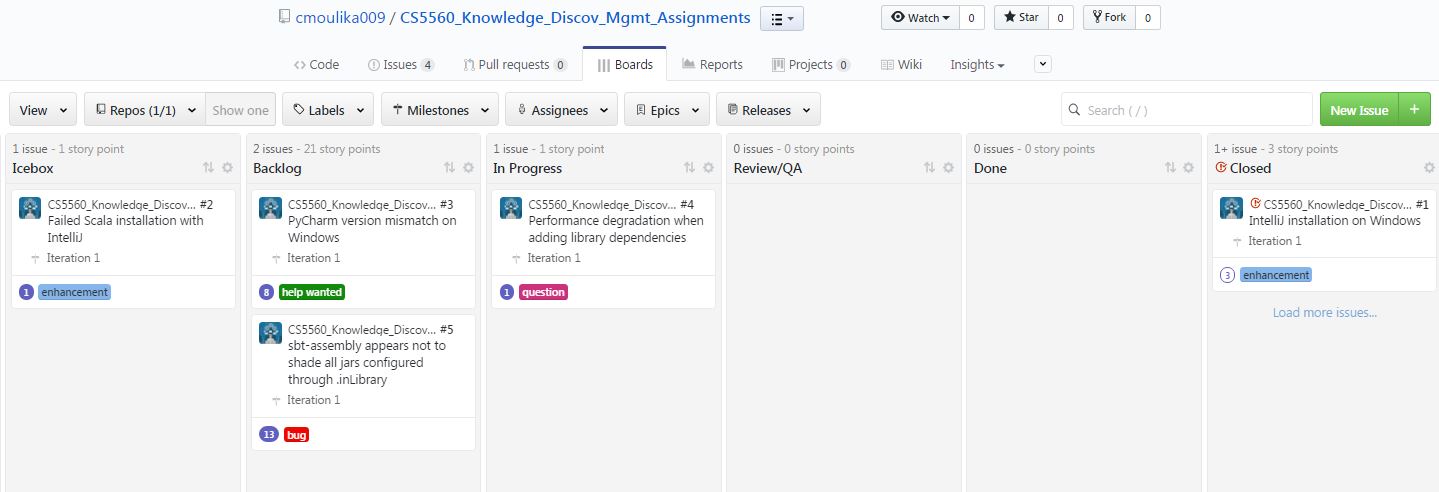 cmoulika009 / CS5560_Knowledge_Discov_Mgmt_Assignments
Watch 0 Star 0 Fork 0
Code Issues 4 Pull requests 0 Boards Reports Projects 0 Wiki Insights
View Repos (1/1) Show one Labels Milestones Assignees Epics Releases Search ( / ) New Issue +
1 issue - 1 story point
Icebox
CS5560_Knowledge_Discov... #2
Failed Scala installation with
IntelliJ
Iteration 1
1 enhancement
2 issues - 21 story points
Backlog
CS5560_Knowledge_Discov... #3
PyCharm version mismatch on
Windows
Iteration 1
8 help wanted
CS5560_Knowledge_Discov... #5
sbt-assembly appears not to
shade all jars configured
through .inLibrary
Iteration 1
13 bug
1 issue - 1 story point
In Progress
CS5560_Knowledge_Discov... #4
Performance degradation when
adding library dependencies
Iteration 1
1 question
0 issues - 0 story points
Review/QA
0 issues - 0 story points
Done
1+ issue - 3 story points
Closed
CS5560_Knowledge_Discov... #1
IntelliJ installation on Windows
Iteration 1
3 enhancement
Load more issues...